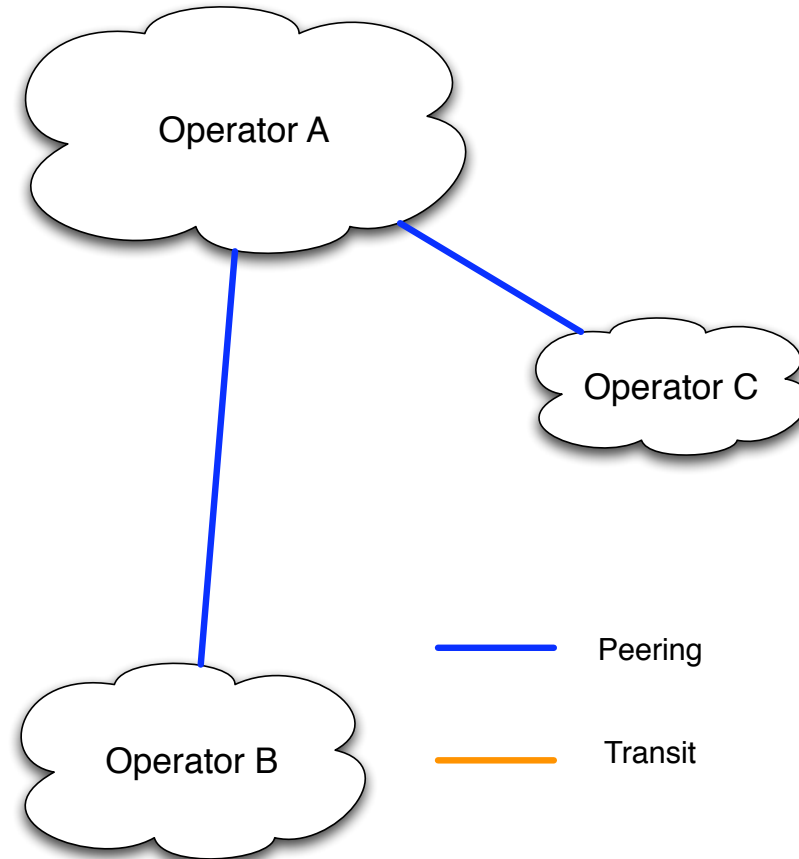 Operator A
Operator C
Peering
Transit
Operator B